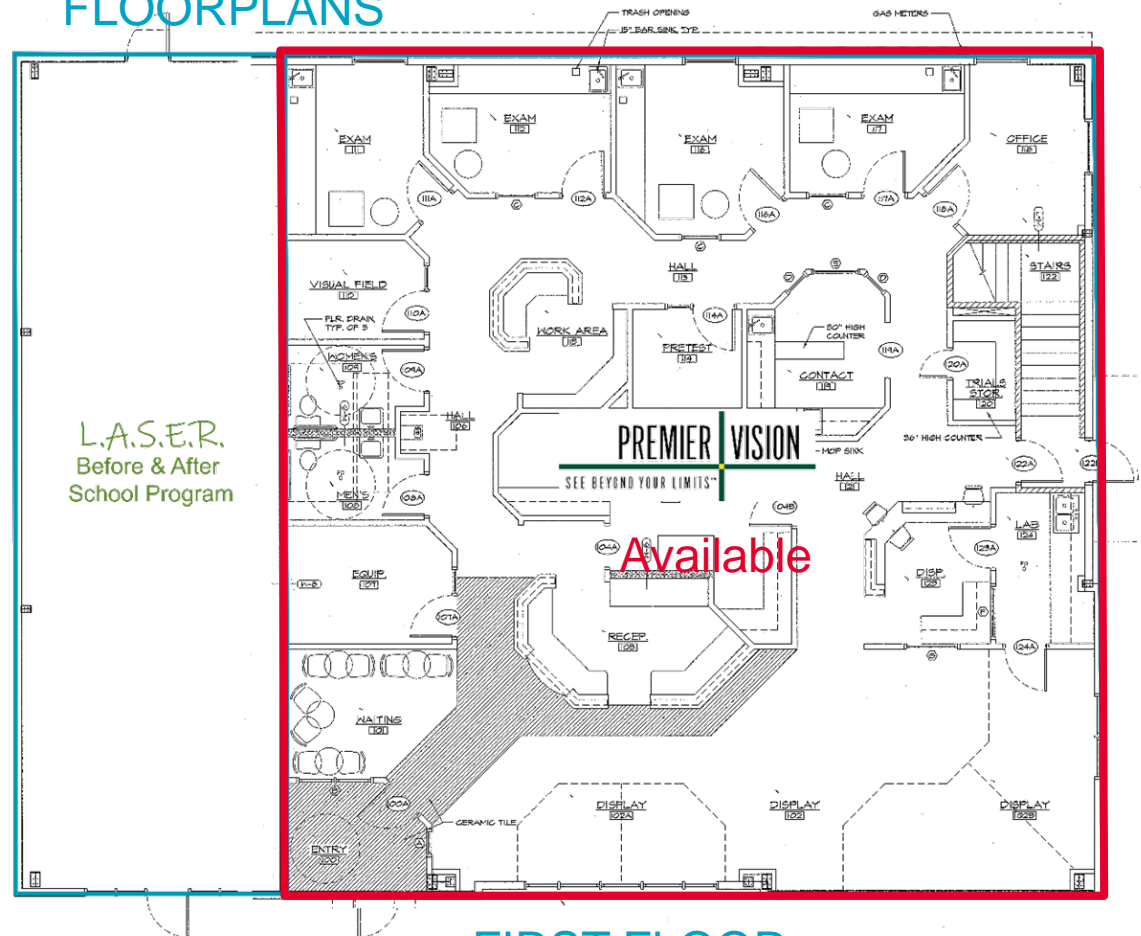 FLOORPLANS
TRASH OPENING
GAS METERS
15" BAR SINK, TYP.
EXAM
111
EXAM
112
EXAM
EXAM
117
OFFICE
111A
112A
116A
117A
118A
HALL
113
STAIRS
122
VISUAL FIELD
110
110A
FLR. DRAIN,
TYP. OF 3
WORK AREA
PRETEST
114
114A
30" HIGH
COUNTER
CONTACT
119
119A
120A
TRIALS
STOR.
120
WOMENS
109
109A
HALL
106
36" HIGH COUNTER
L.A.S.E.R.
Before & After
School Program
PREMIER VISION
SEE BEYOND YOUR LIMITS
MOP SINK
HALL
121
122A
MEN'S
108
108A
LAB
124
104A
Available
123A
EQUIP.
107
107A
DISP.
123
RECEP.
103
124A
WAITING
101
100A
CERAMIC TILE
DISPLAY
102A
DISPLAY
102
DISPLAY
102B
ENTRY
100
FIRST FLOOR